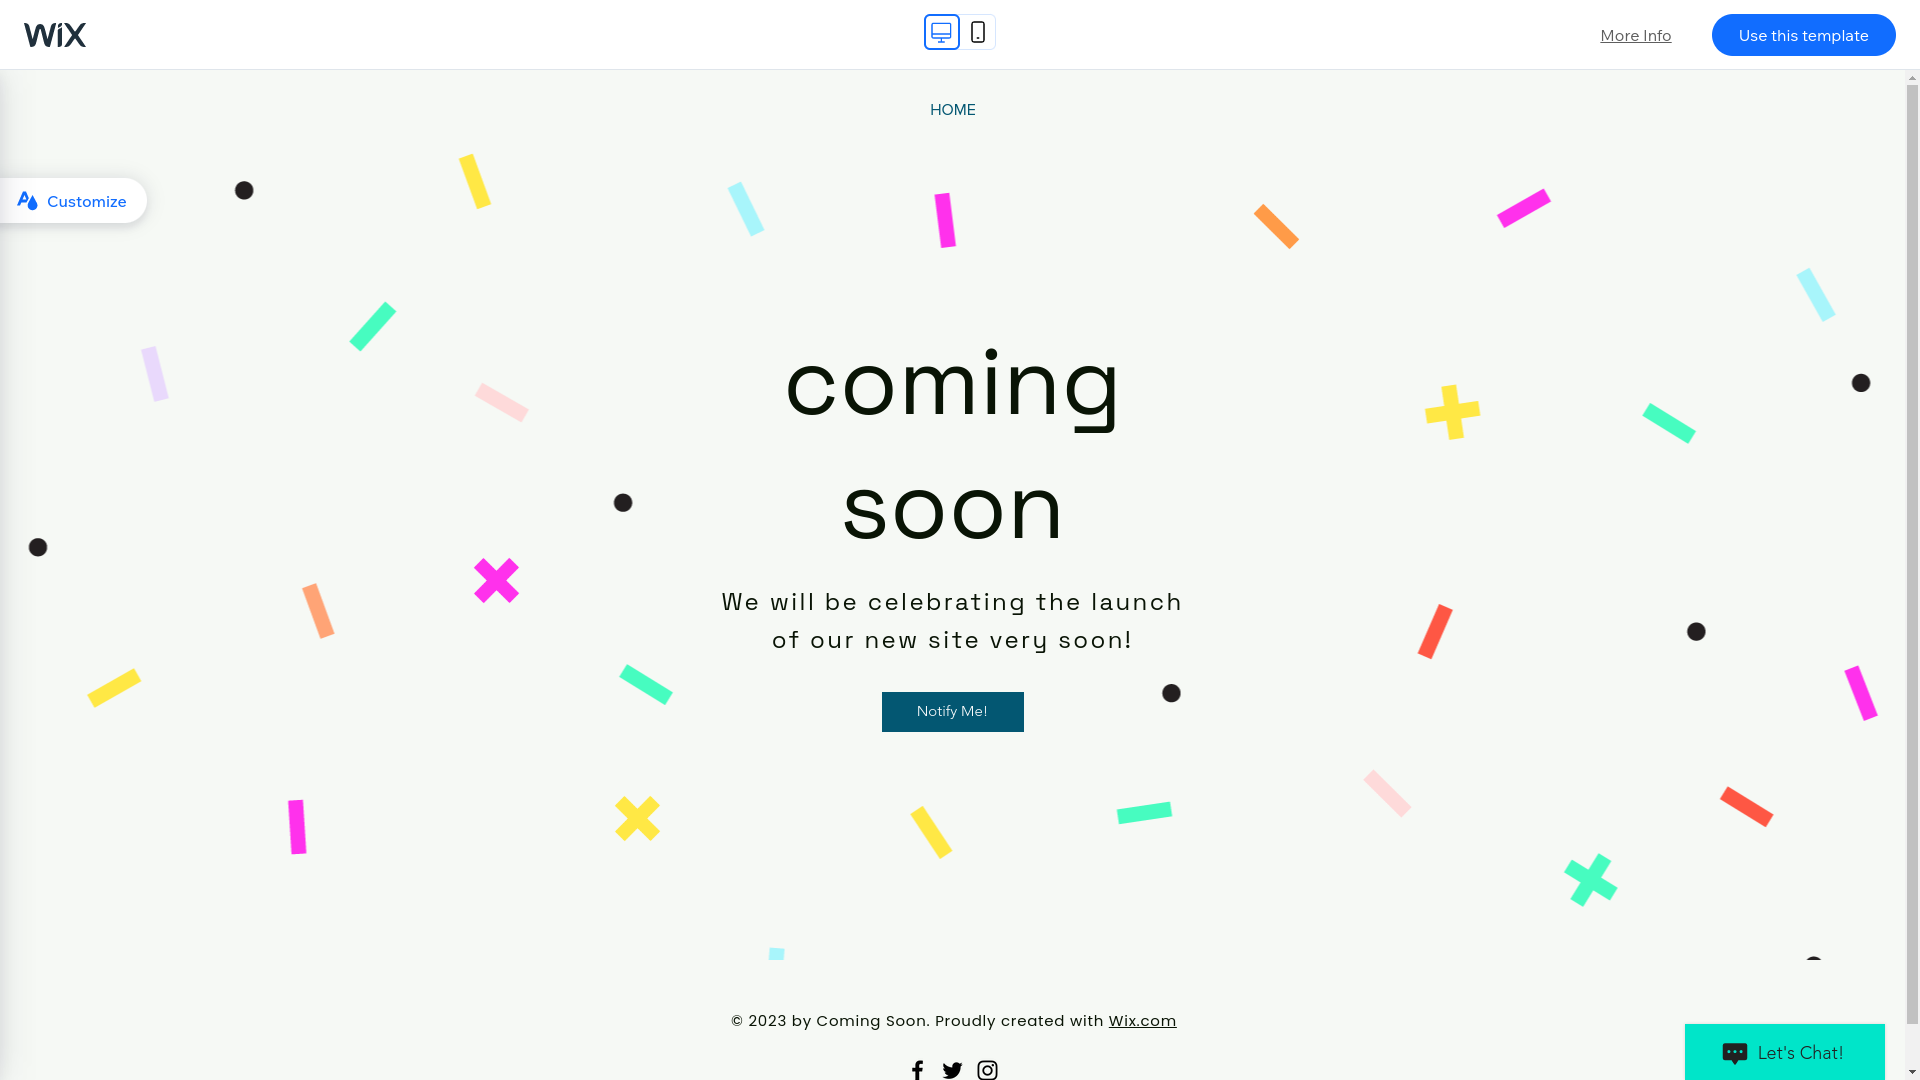 WiX
More Info
Use this template
HOME
Customize
coming
soon
We will be celebrating the launch
of our new site very soon!
Notify Me!
© 2023 by Coming Soon. Proudly created with Wix.com
Let's Chat!